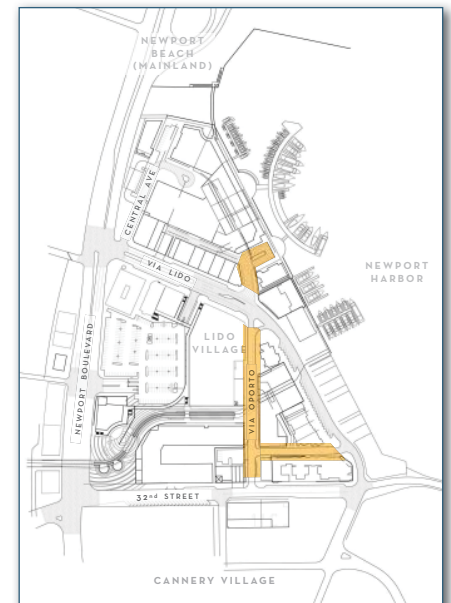 NEWPORT
BEACH
(MAINLAND)
CENTRAL AVE
VIA LIDO
NEWPORT
HARBOR
LIDO
VILLAGE
NEWPORT BOULEVARD
VIA OPORTO
32nd STREET
CANNERY VILLAGE